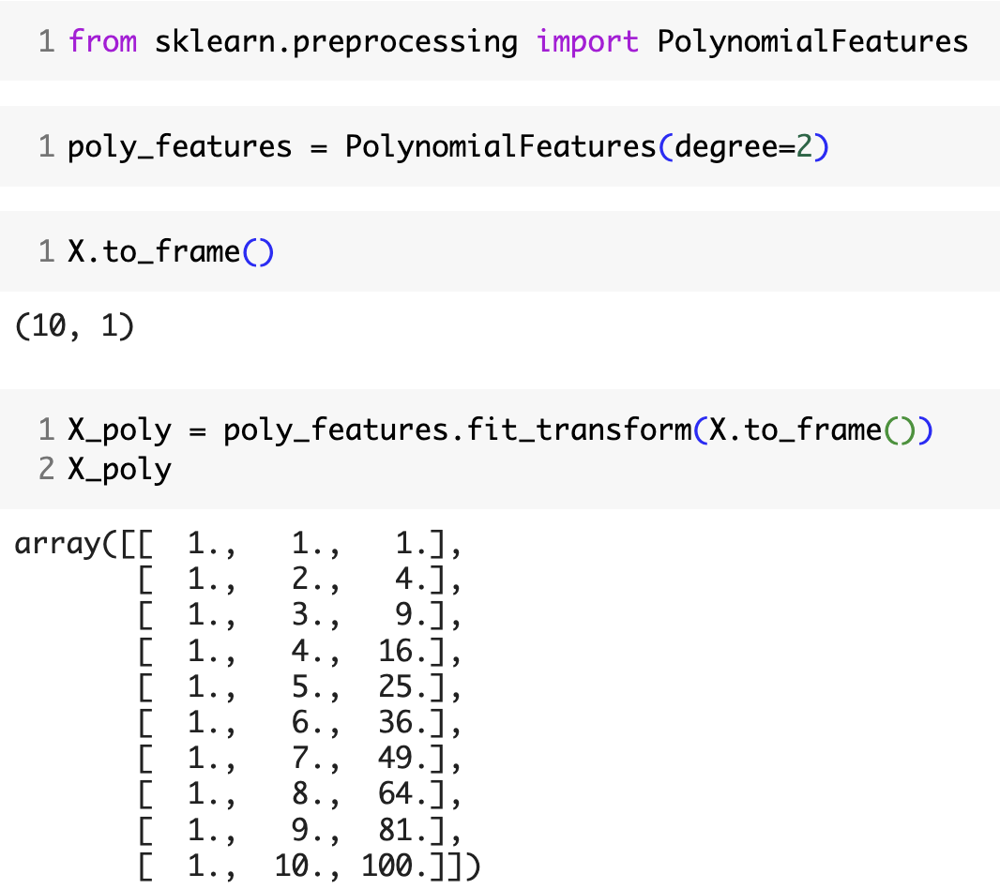 1 from sklearn.preprocessing import PolynomialFeatures
1 poly_features = PolynomialFeatures(degree=2)
1 X.to_frame()
(10, 1)
1 X_poly = poly_features.fit_transform(X.to_frame())
2 X_poly
array([[  1.,   1.,   1.],
       [  1.,   2.,   4.],
       [  1.,   3.,   9.],
       [  1.,   4.,  16.],
       [  1.,   5.,  25.],
       [  1.,   6.,  36.],
       [  1.,   7.,  49.],
       [  1.,   8.,  64.],
       [  1.,   9.,  81.],
       [  1.,  10., 100.]])